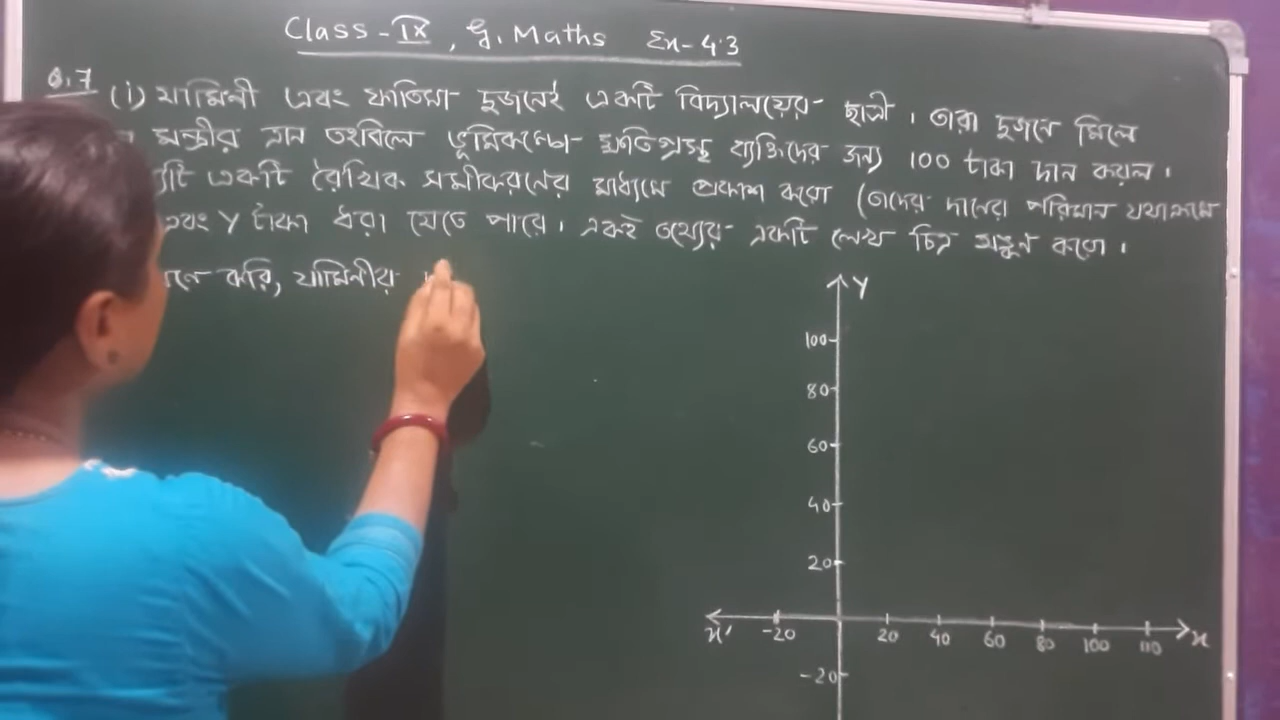 Class - IX, G. Maths Ex - 4.3
Q.7 (i) যামিনী এবং ফাতিমা দুজনেই একটি বিদ্যালয়ের ছাত্রী। তারা দুজনে মিলে
মন্ত্রীর ত্রান তহবিলে ভূমিকম্পে ক্ষতিগ্রস্ত ব্যক্তিদের জন্য 100 টাকা দান করল।
একটি রৈখিক সমীকরনের মাধ্যমে প্রকাশ করো (তাদের দানের পরিমান যথাক্রমে
এবং Y টাকা ধরা যেতে পারে। একই তথ্যের একটি লেখ চিত্র অঙ্কন করো।
করি, যামিনীর
Y
100
80
60
40
20
x' -20 20 40 60 80 100 110 x
-20